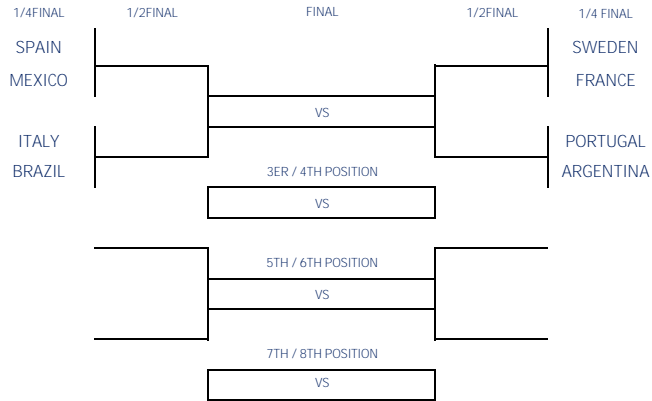 1/4FINAL 1/2FINAL FINAL 1/2FINAL 1/4 FINAL
SPAIN SWEDEN
MEXICO FRANCE
VS
ITALY PORTUGAL
BRAZIL ARGENTINA
3ER / 4TH POSITION
VS
5TH / 6TH POSITION
VS
7TH / 8TH POSITION
VS